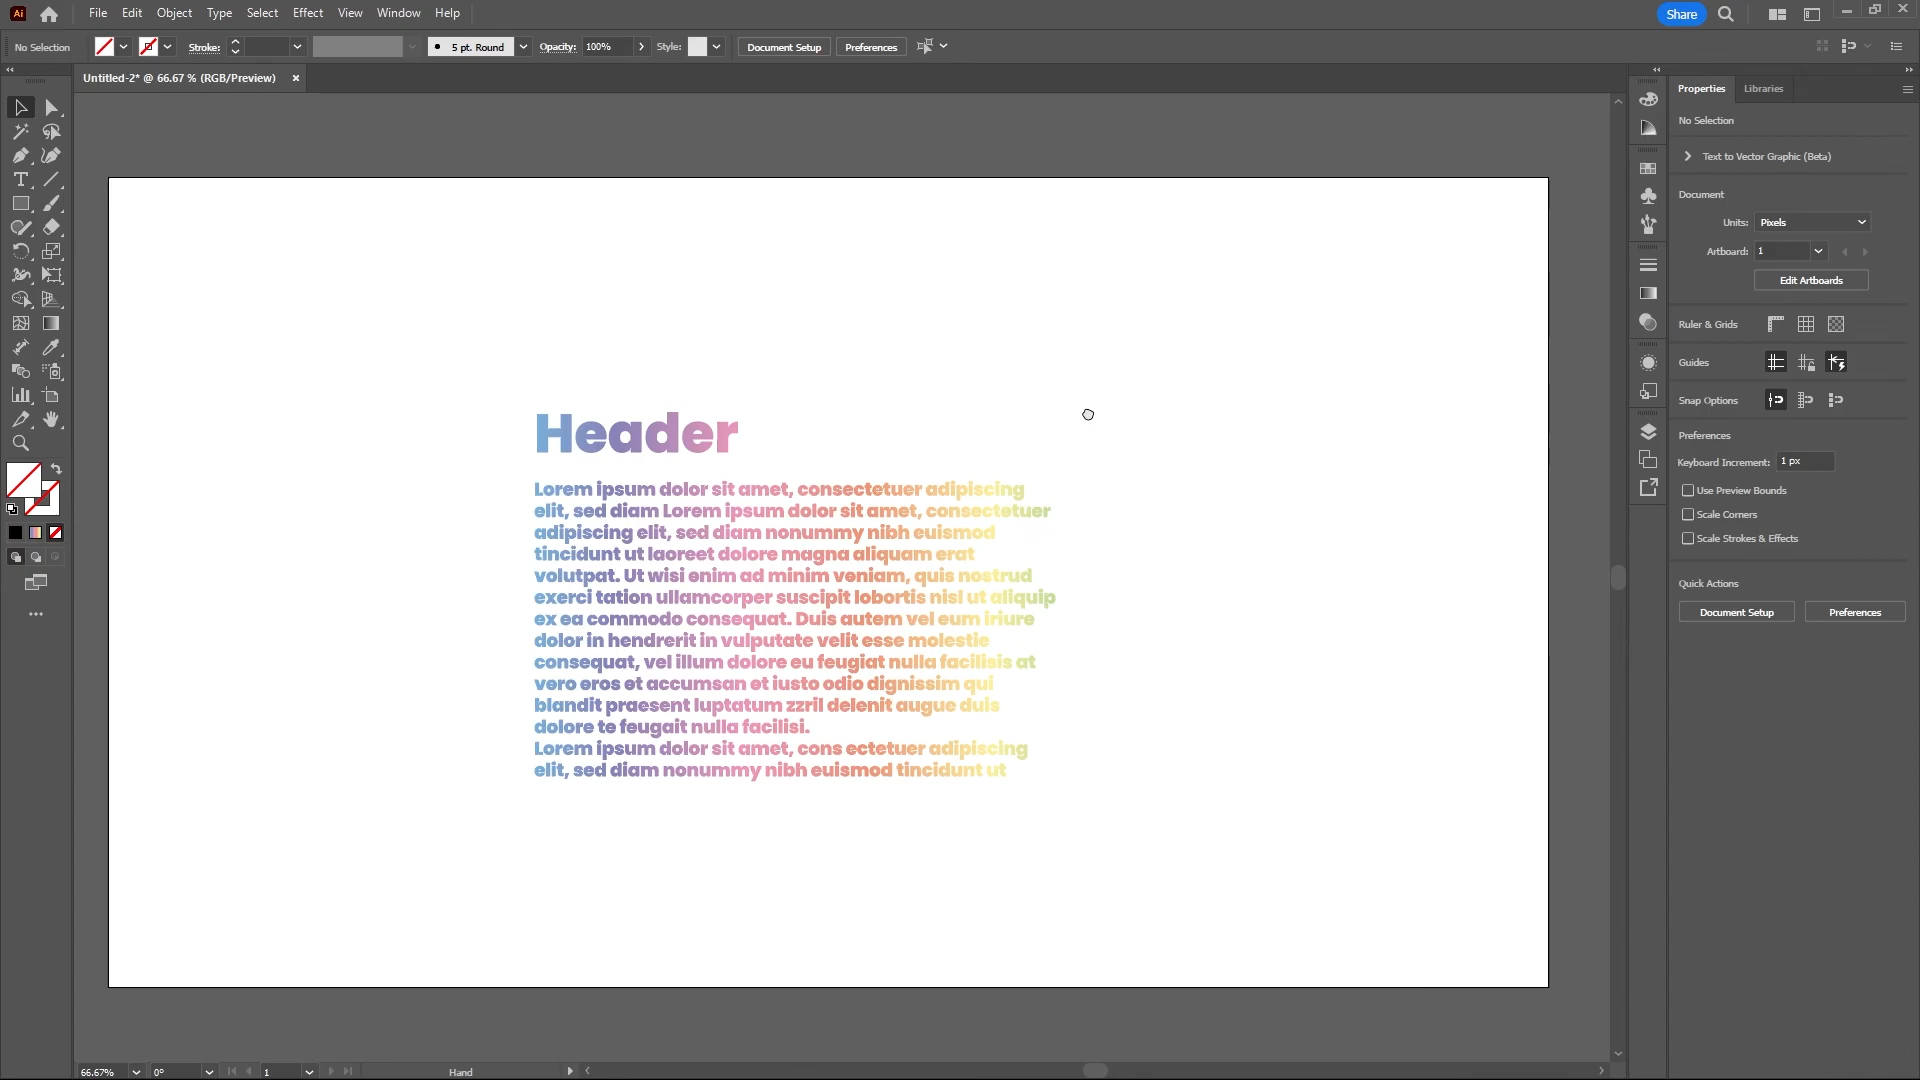 Ai File Edit Object Type Select Effect View Window Help Share
No Selection Stroke: 5 pt. Round Opacity: 100% Style: Document Setup Preferences
Untitled-2* @ 66.67 % (RGB/Preview) ×
Properties Libraries
No Selection
Text to Vector Graphic (Beta)
Document
Units: Pixels
Artboard: 1
Edit Artboards
Ruler & Grids
Guides
Snap Options
Preferences
Keyboard Increment: 1 px
Use Preview Bounds
Scale Corners
Scale Strokes & Effects
Quick Actions
Document Setup Preferences
Header
Lorem ipsum dolor sit amet, consectetuer adipiscing
elit, sed diam Lorem ipsum dolor sit amet, consectetuer
adipiscing elit, sed diam nonummy nibh euismod
tincidunt ut laoreet dolore magna aliquam erat
volutpat. Ut wisi enim ad minim veniam, quis nostrud
exerci tation ullamcorper suscipit lobortis nisl ut aliquip
ex ea commodo consequat. Duis autem vel eum iriure
dolor in hendrerit in vulputate velit esse molestie
consequat, vel illum dolore eu feugiat nulla facilisis at
vero eros et accumsan et iusto odio dignissim qui
blandit praesent luptatum zzril delenit augue duis
dolore te feugait nulla facilisi.
Lorem ipsum dolor sit amet, cons ectetuer adipiscing
elit, sed diam nonummy nibh euismod tincidunt ut
66.67% 0° 1 Hand